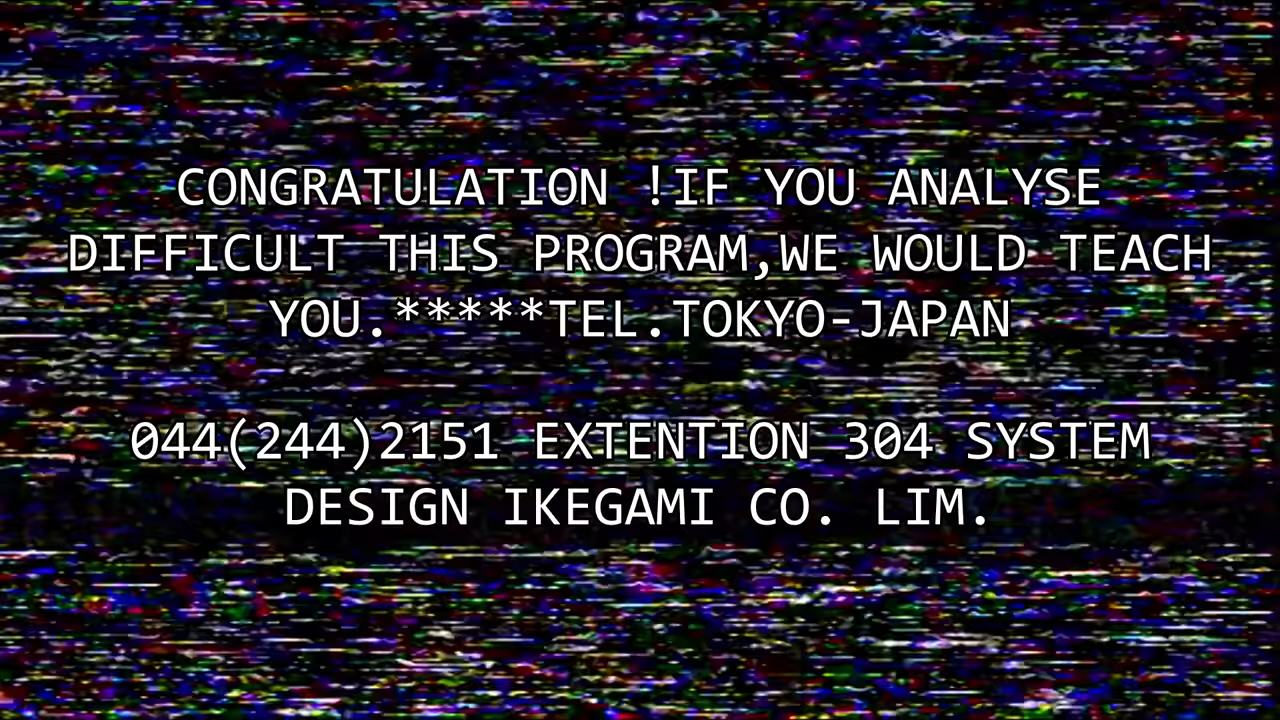 CONGRATULATION !IF YOU ANALYSE
DIFFICULT THIS PROGRAM,WE WOULD TEACH
YOU.*****TEL.TOKYO-JAPAN
044(244)2151 EXTENTION 304 SYSTEM
DESIGN IKEGAMI CO. LIM.